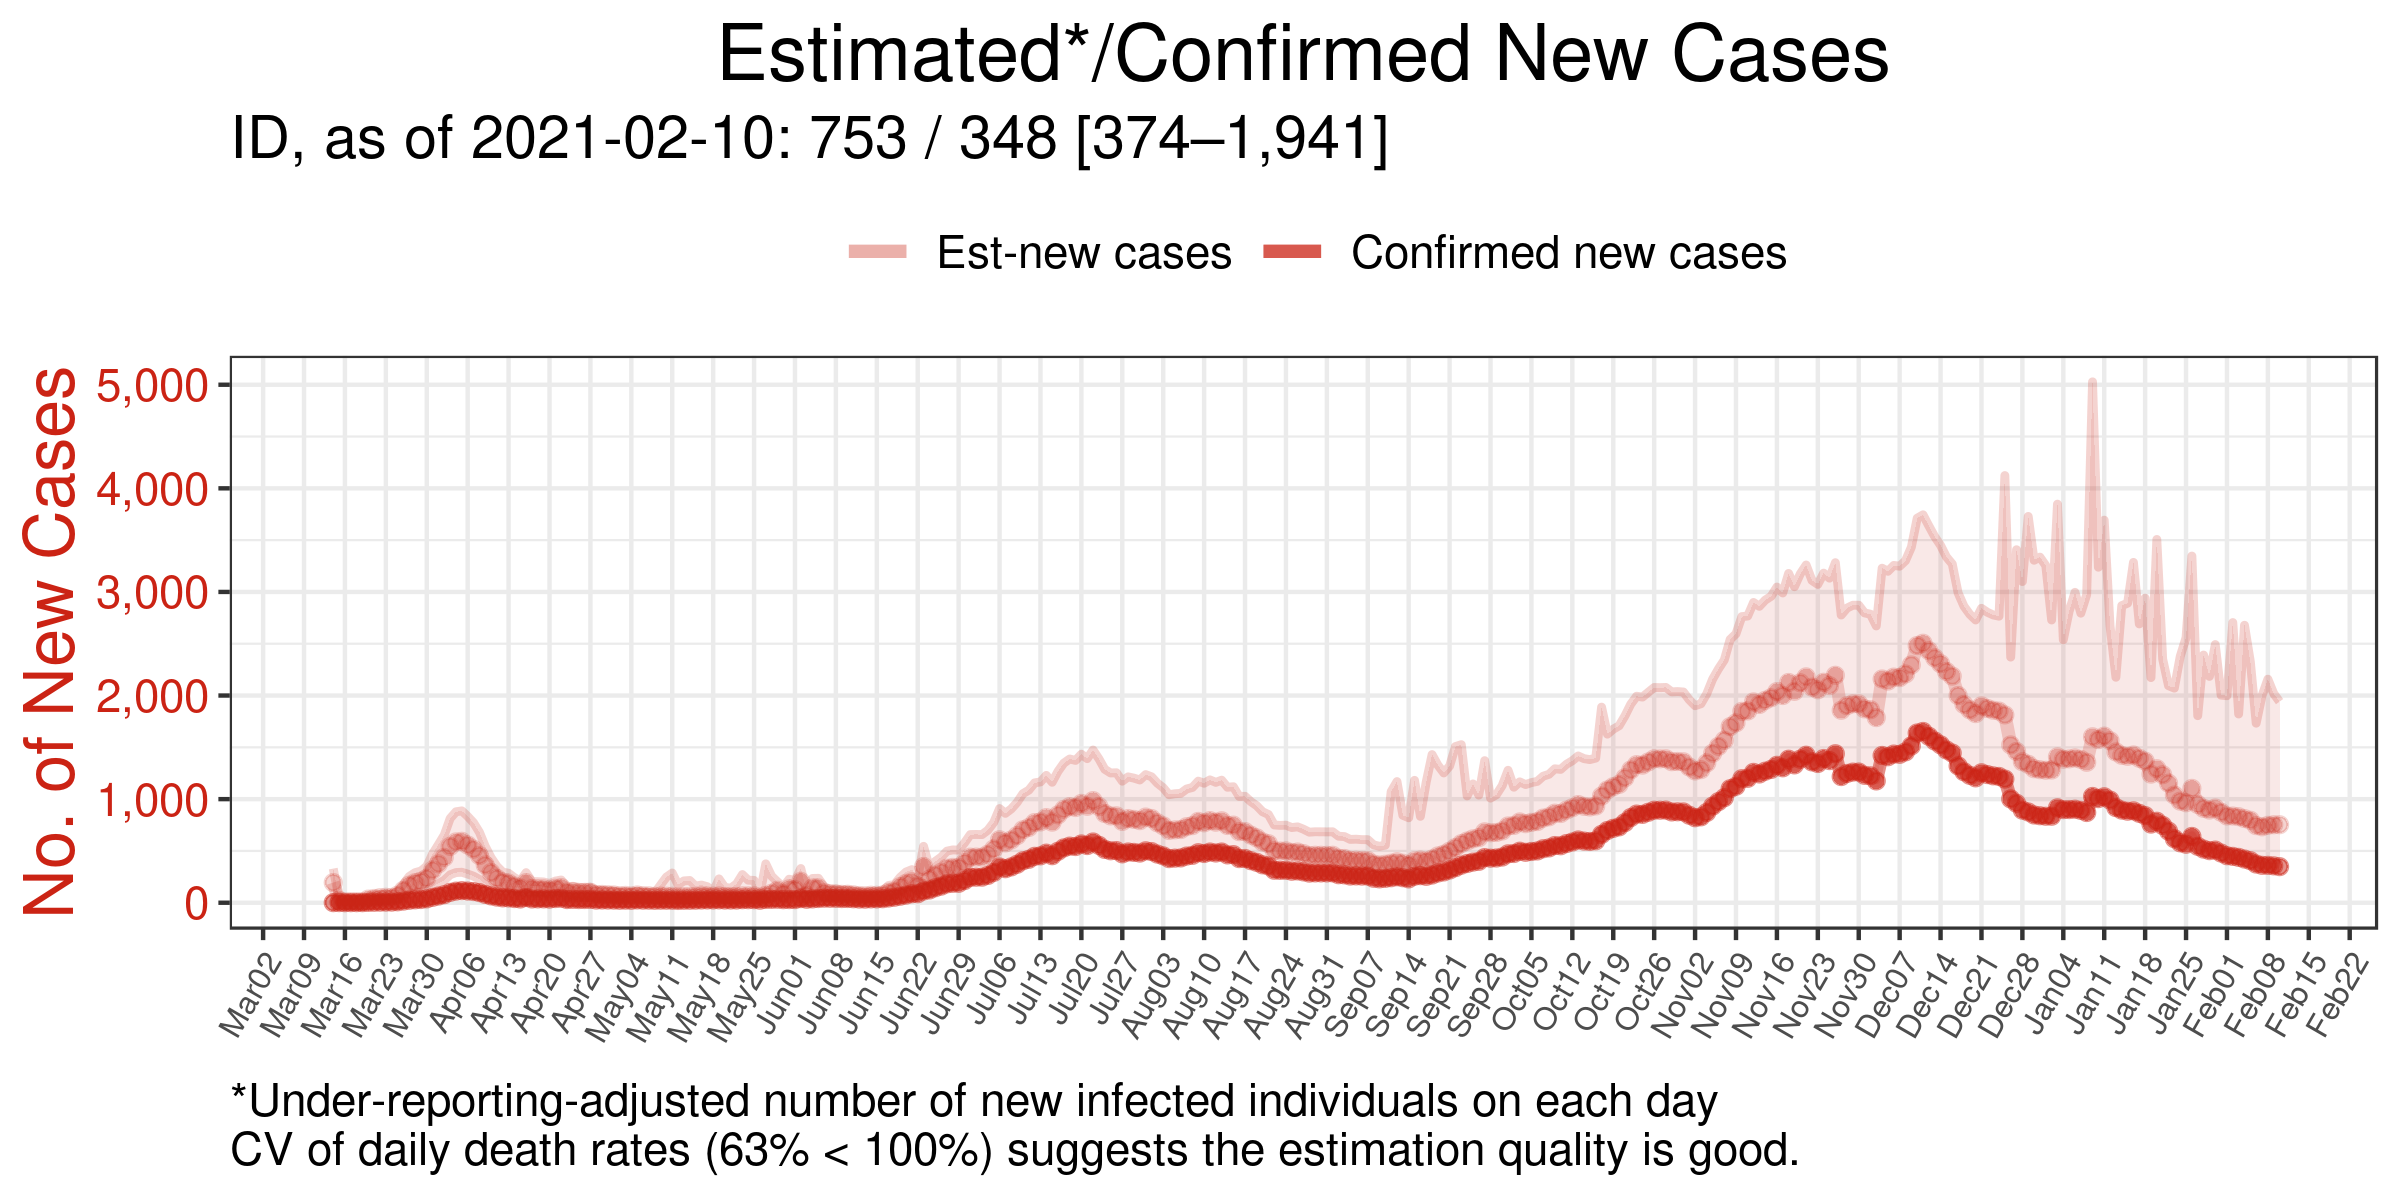 Estimated*/Confirmed New Cases
ID, as of 2021-02-10: 753 / 348 [374–1,941]
Est-new cases Confirmed new cases
No. of New Cases
5,000
4,000
3,000
2,000
1,000
0
Mar02 Mar09 Mar16 Mar23 Mar30 Apr06 Apr13 Apr20 Apr27 May04 May11 May18 May25 Jun01 Jun08 Jun15 Jun22 Jun29 Jul06 Jul13 Jul20 Jul27 Aug03 Aug10 Aug17 Aug24 Aug31 Sep07 Sep14 Sep21 Sep28 Oct05 Oct12 Oct19 Oct26 Nov02 Nov09 Nov16 Nov23 Nov30 Dec07 Dec14 Dec21 Dec28 Jan04 Jan11 Jan18 Jan25 Feb01 Feb08 Feb15 Feb22
*Under-reporting-adjusted number of new infected individuals on each day
CV of daily death rates (63% < 100%) suggests the estimation quality is good.